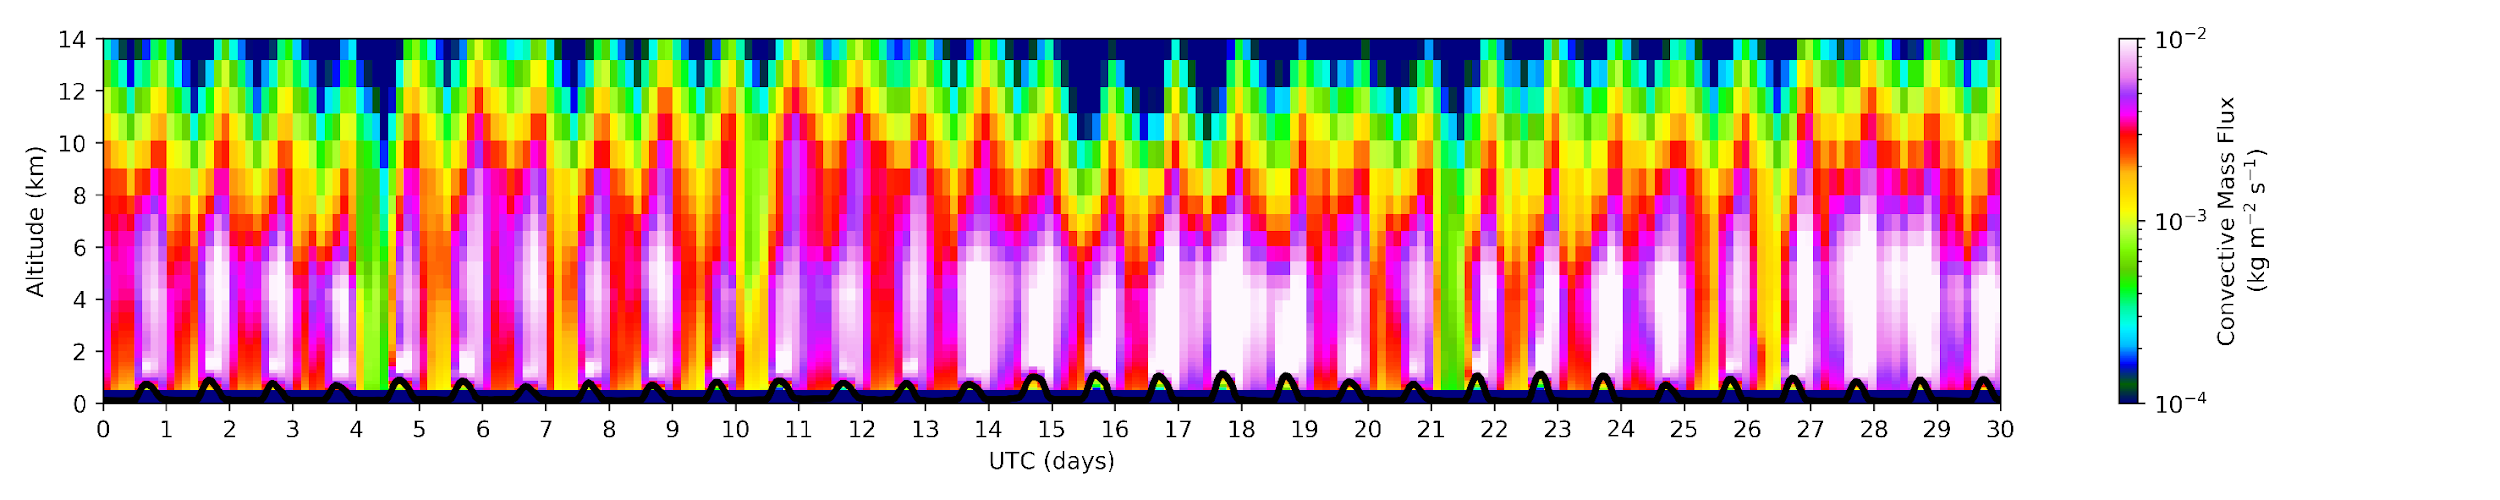 14
12
10
8
6
4
2
0
Altitude (km)
0 1 2 3 4 5 6 7 8 9 10 11 12 13 14 15 16 17 18 19 20 21 22 23 24 25 26 27 28 29 30
UTC (days)
10⁻²
10⁻³
10⁻⁴
Convective Mass Flux
(kg m⁻² s⁻¹)